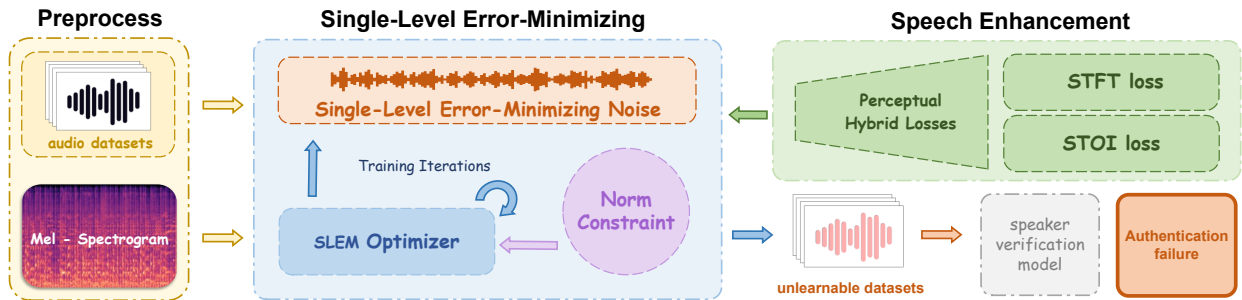 Preprocess
audio datasets
Mel - Spectrogram
Single-Level Error-Minimizing
Single-Level Error-Minimizing Noise
Training Iterations
SLEM Optimizer
Norm
Constraint
Speech Enhancement
Perceptual
Hybrid Losses
STFT loss
STOI loss
unlearnable datasets
speaker
verification
model
Authentication
failure